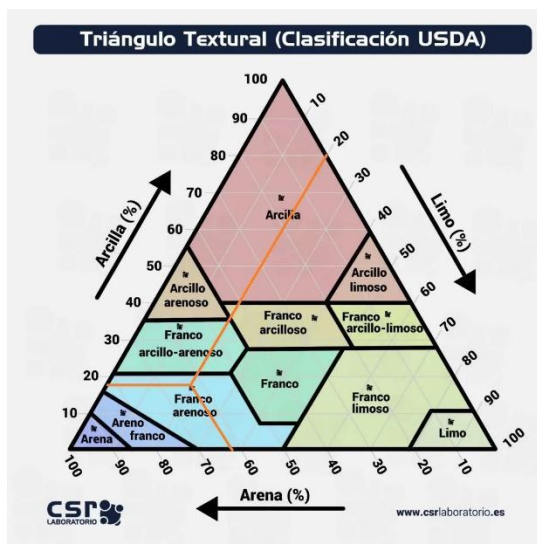 Triángulo Textural (Clasificación USDA)
100
90
80
70
60
50
40
30
20
10
Arcilla (%)
10
20
30
40
50
60
70
80
90
100
Limo (%)
Arcilla
Arcillo
arenoso
Arcillo
limoso
Franco
arcilloso
Franco
arcillo-limoso
Franco
arcillo-arenoso
Franco
Franco
arenoso
Franco
limoso
Limo
Areno
franco
Arena
100
90
80
70
60
50
40
30
20
10
Arena (%)
csr
LABORATORIO
www.csrlaboratorio.es